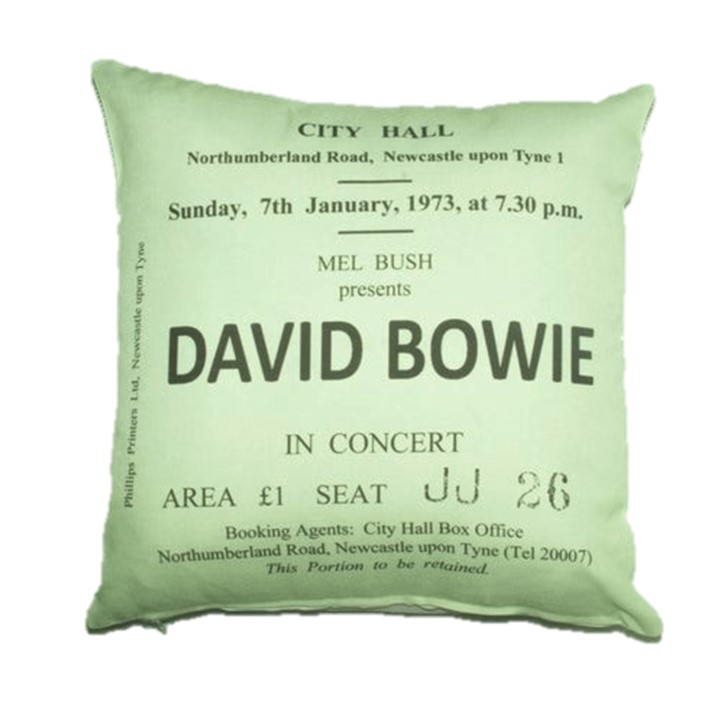 CITY HALL
Northumberland Road, Newcastle upon Tyne 1
Sunday, 7th January, 1973, at 7.30 p.m.
MEL BUSH
presents
DAVID BOWIE
IN CONCERT
AREA £1 SEAT JJ 26
Booking Agents: City Hall Box Office
Northumberland Road, Newcastle upon Tyne (Tel 20007)
This Portion to be retained.
Phillips Printers Ltd, Newcastle upon Tyne